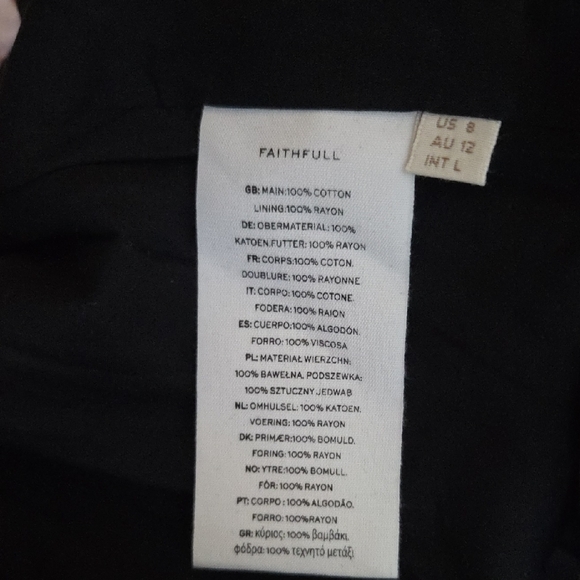 FAITHFULL
GB: MAIN:100% COTTON
LINING:100% RAYON
DE: OBERMATERIAL: 100%
KATOEN.FUTTER: 100% RAYON
FR: CORPS:100% COTON.
DOUBLURE: 100% RAYONNE
IT: CORPO: 100% COTONE.
FODERA: 100% RAION
ES: CUERPO:100% ALGODÓN.
FORRO: 100% VISCOSA
PL: MATERIAŁ WIERZCHN:
100% BAWEŁNA. PODSZEWKA:
100% SZTUCZNY JEDWAB
NL: OMHULSEL: 100% KATOEN.
VOERING: 100% RAYON
DK: PRIMÆR:100% BOMULD.
FORING: 100% RAYON
NO: YTRE:100% BOMULL.
FÔR: 100% RAYON
PT: CORPO : 100% ALGODÃO.
FORRO: 100%RAYON
GR: κύριος: 100% βαμβάκι.
φόδρα: 100% τεχνητό μετάξι
US 8
AU 12
INT L